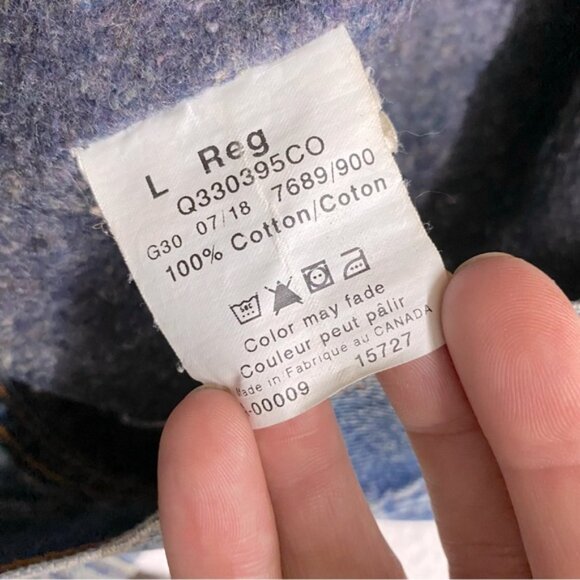 L Reg
Q330395CO
G30 07/18 7689/900
100% Cotton/Coton
Color may fade
Couleur peut pâlir
Made in/Fabrique au CANADA
-00009 15727